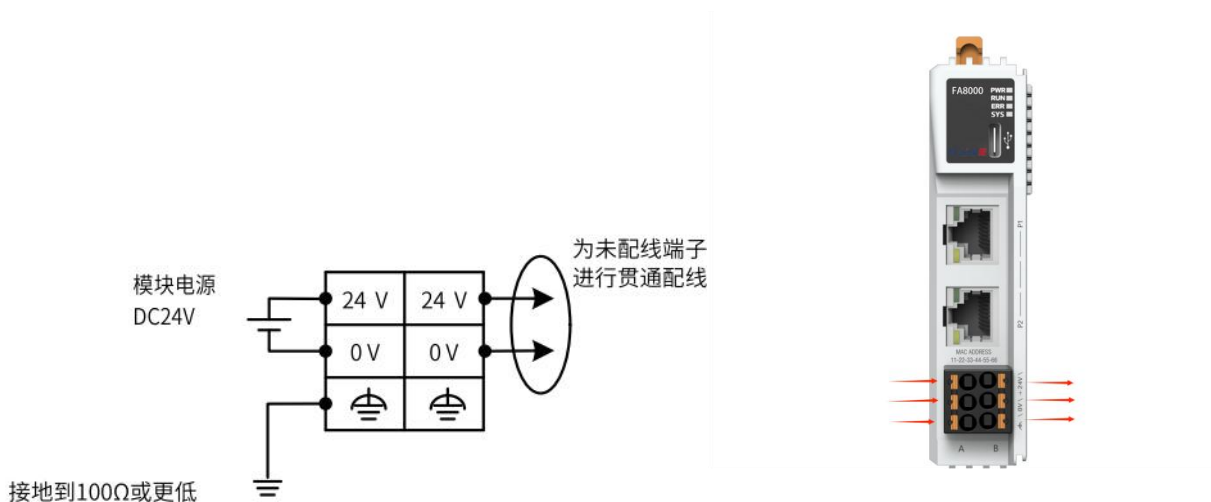 模块电源
DC24V
24 V
24 V
0 V
0 V
为未配线端子
进行贯通配线
接地到100Ω或更低
FA8000
PWR
RUN
ERR
SYS
P1
P2
MAC ADDRESS
11-22-33-44-55-66
+24V
0V
A
B